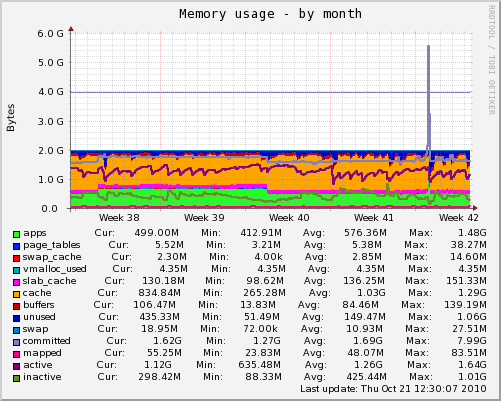 Memory usage - by month
RRDTOOL / TOBI OETIKER
Bytes
6.0 G
5.0 G
4.0 G
3.0 G
2.0 G
1.0 G
0.0
Week 38 Week 39 Week 40 Week 41 Week 42
apps Cur: 499.00M Min: 412.91M Avg: 576.36M Max: 1.48G
page_tables Cur: 5.52M Min: 3.21M Avg: 5.38M Max: 38.27M
swap_cache Cur: 2.30M Min: 4.00k Avg: 2.85M Max: 14.60M
vmalloc_used Cur: 4.35M Min: 4.35M Avg: 4.35M Max: 4.35M
slab_cache Cur: 130.18M Min: 98.62M Avg: 136.25M Max: 151.33M
cache Cur: 834.84M Min: 265.28M Avg: 1.03G Max: 1.29G
buffers Cur: 106.47M Min: 13.83M Avg: 84.46M Max: 139.19M
unused Cur: 435.33M Min: 51.49M Avg: 149.47M Max: 1.06G
swap Cur: 18.95M Min: 72.00k Avg: 10.93M Max: 27.51M
committed Cur: 1.62G Min: 1.27G Avg: 1.69G Max: 7.99G
mapped Cur: 55.25M Min: 23.83M Avg: 48.07M Max: 83.51M
active Cur: 1.12G Min: 635.48M Avg: 1.26G Max: 1.64G
inactive Cur: 298.42M Min: 88.33M Avg: 425.44M Max: 1.01G
Last update: Thu Oct 21 12:30:07 2010